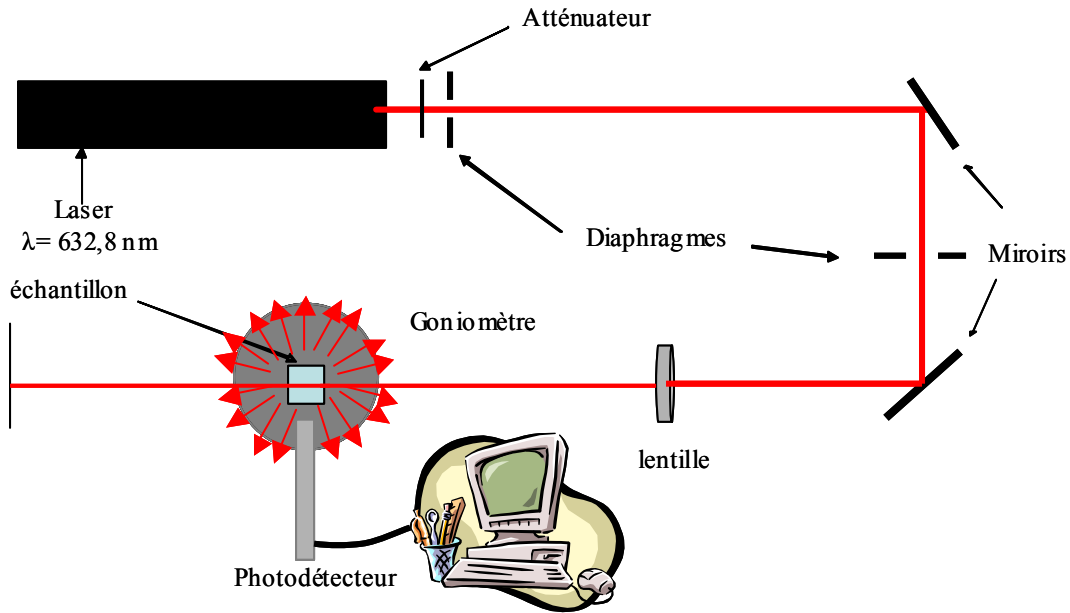 Atténuateur
Laser
λ= 632,8 nm
Diaphragmes
Miroirs
échantillon
Goniomètre
lentille
Photodétecteur